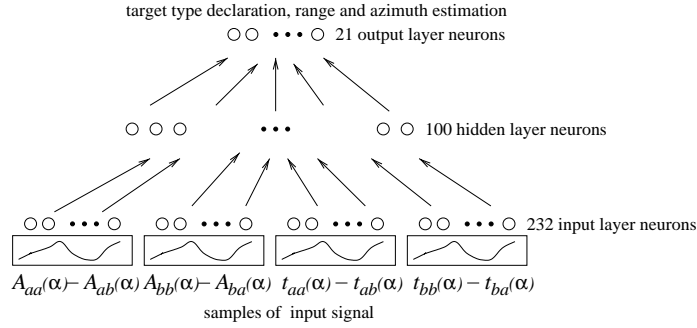 target type declaration, range and azimuth estimation
21 output layer neurons
100 hidden layer neurons
232 input layer neurons
A_aa(α) – A_ab(α) A_bb(α) – A_ba(α) t_aa(α) – t_ab(α) t_bb(α) – t_ba(α)
samples of input signal